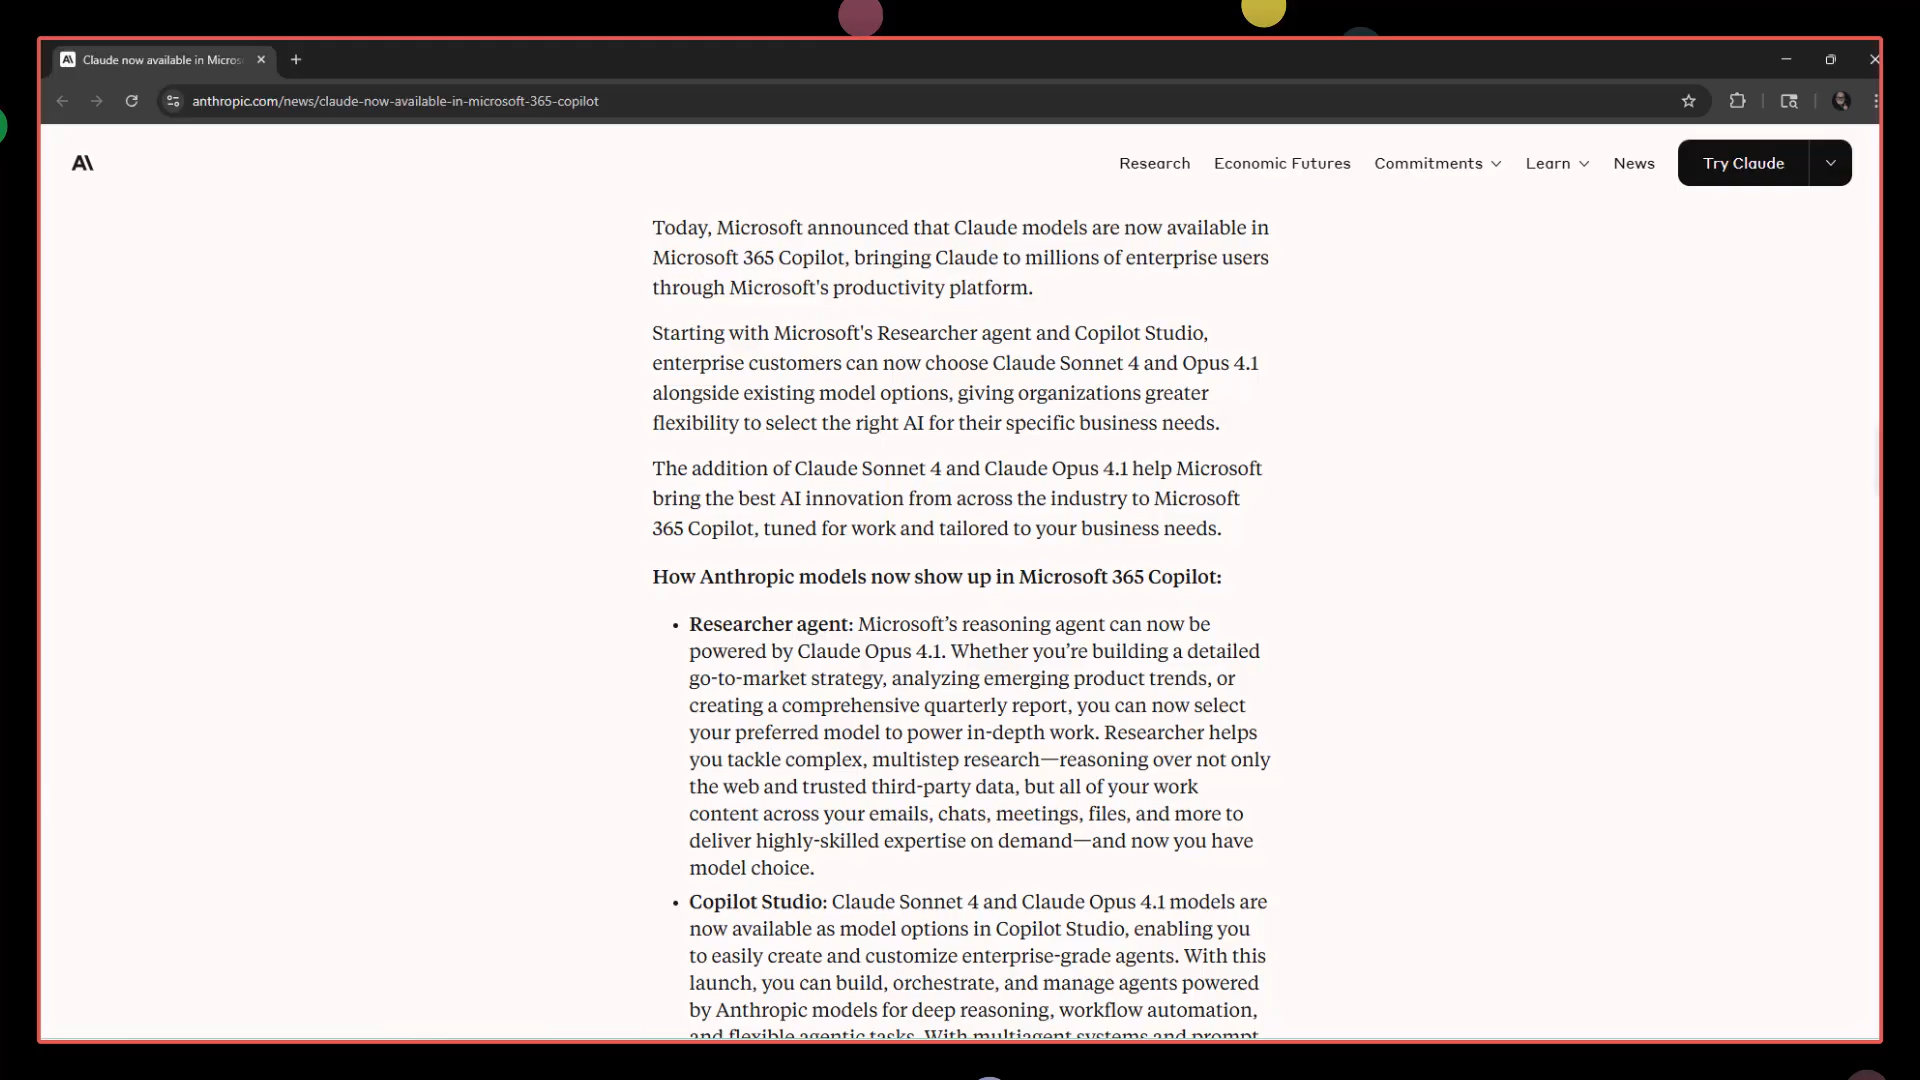 Claude now available in Micros
anthropic.com/news/claude-now-available-in-microsoft-365-copilot
Research Economic Futures Commitments Learn News Try Claude
Today, Microsoft announced that Claude models are now available in
Microsoft 365 Copilot, bringing Claude to millions of enterprise users
through Microsoft's productivity platform.
Starting with Microsoft's Researcher agent and Copilot Studio,
enterprise customers can now choose Claude Sonnet 4 and Opus 4.1
alongside existing model options, giving organizations greater
flexibility to select the right AI for their specific business needs.
The addition of Claude Sonnet 4 and Claude Opus 4.1 help Microsoft
bring the best AI innovation from across the industry to Microsoft
365 Copilot, tuned for work and tailored to your business needs.
How Anthropic models now show up in Microsoft 365 Copilot:
• Researcher agent: Microsoft’s reasoning agent can now be
powered by Claude Opus 4.1. Whether you’re building a detailed
go-to-market strategy, analyzing emerging product trends, or
creating a comprehensive quarterly report, you can now select
your preferred model to power in-depth work. Researcher helps
you tackle complex, multistep research—reasoning over not only
the web and trusted third-party data, but all of your work
content across your emails, chats, meetings, files, and more to
deliver highly-skilled expertise on demand—and now you have
model choice.
• Copilot Studio: Claude Sonnet 4 and Claude Opus 4.1 models are
now available as model options in Copilot Studio, enabling you
to easily create and customize enterprise-grade agents. With this
launch, you can build, orchestrate, and manage agents powered
by Anthropic models for deep reasoning, workflow automation,
and flexible agentic tasks. With multiagent systems and prompt